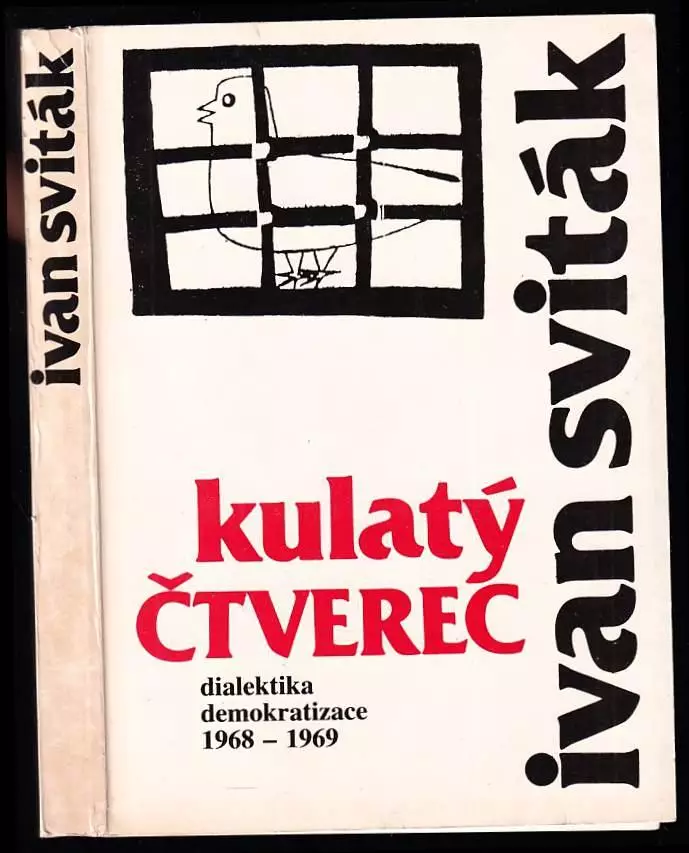 ivan sviták
ivan sviták
kulatý
ČTVEREC
dialektika
demokratizace
1968 – 1969